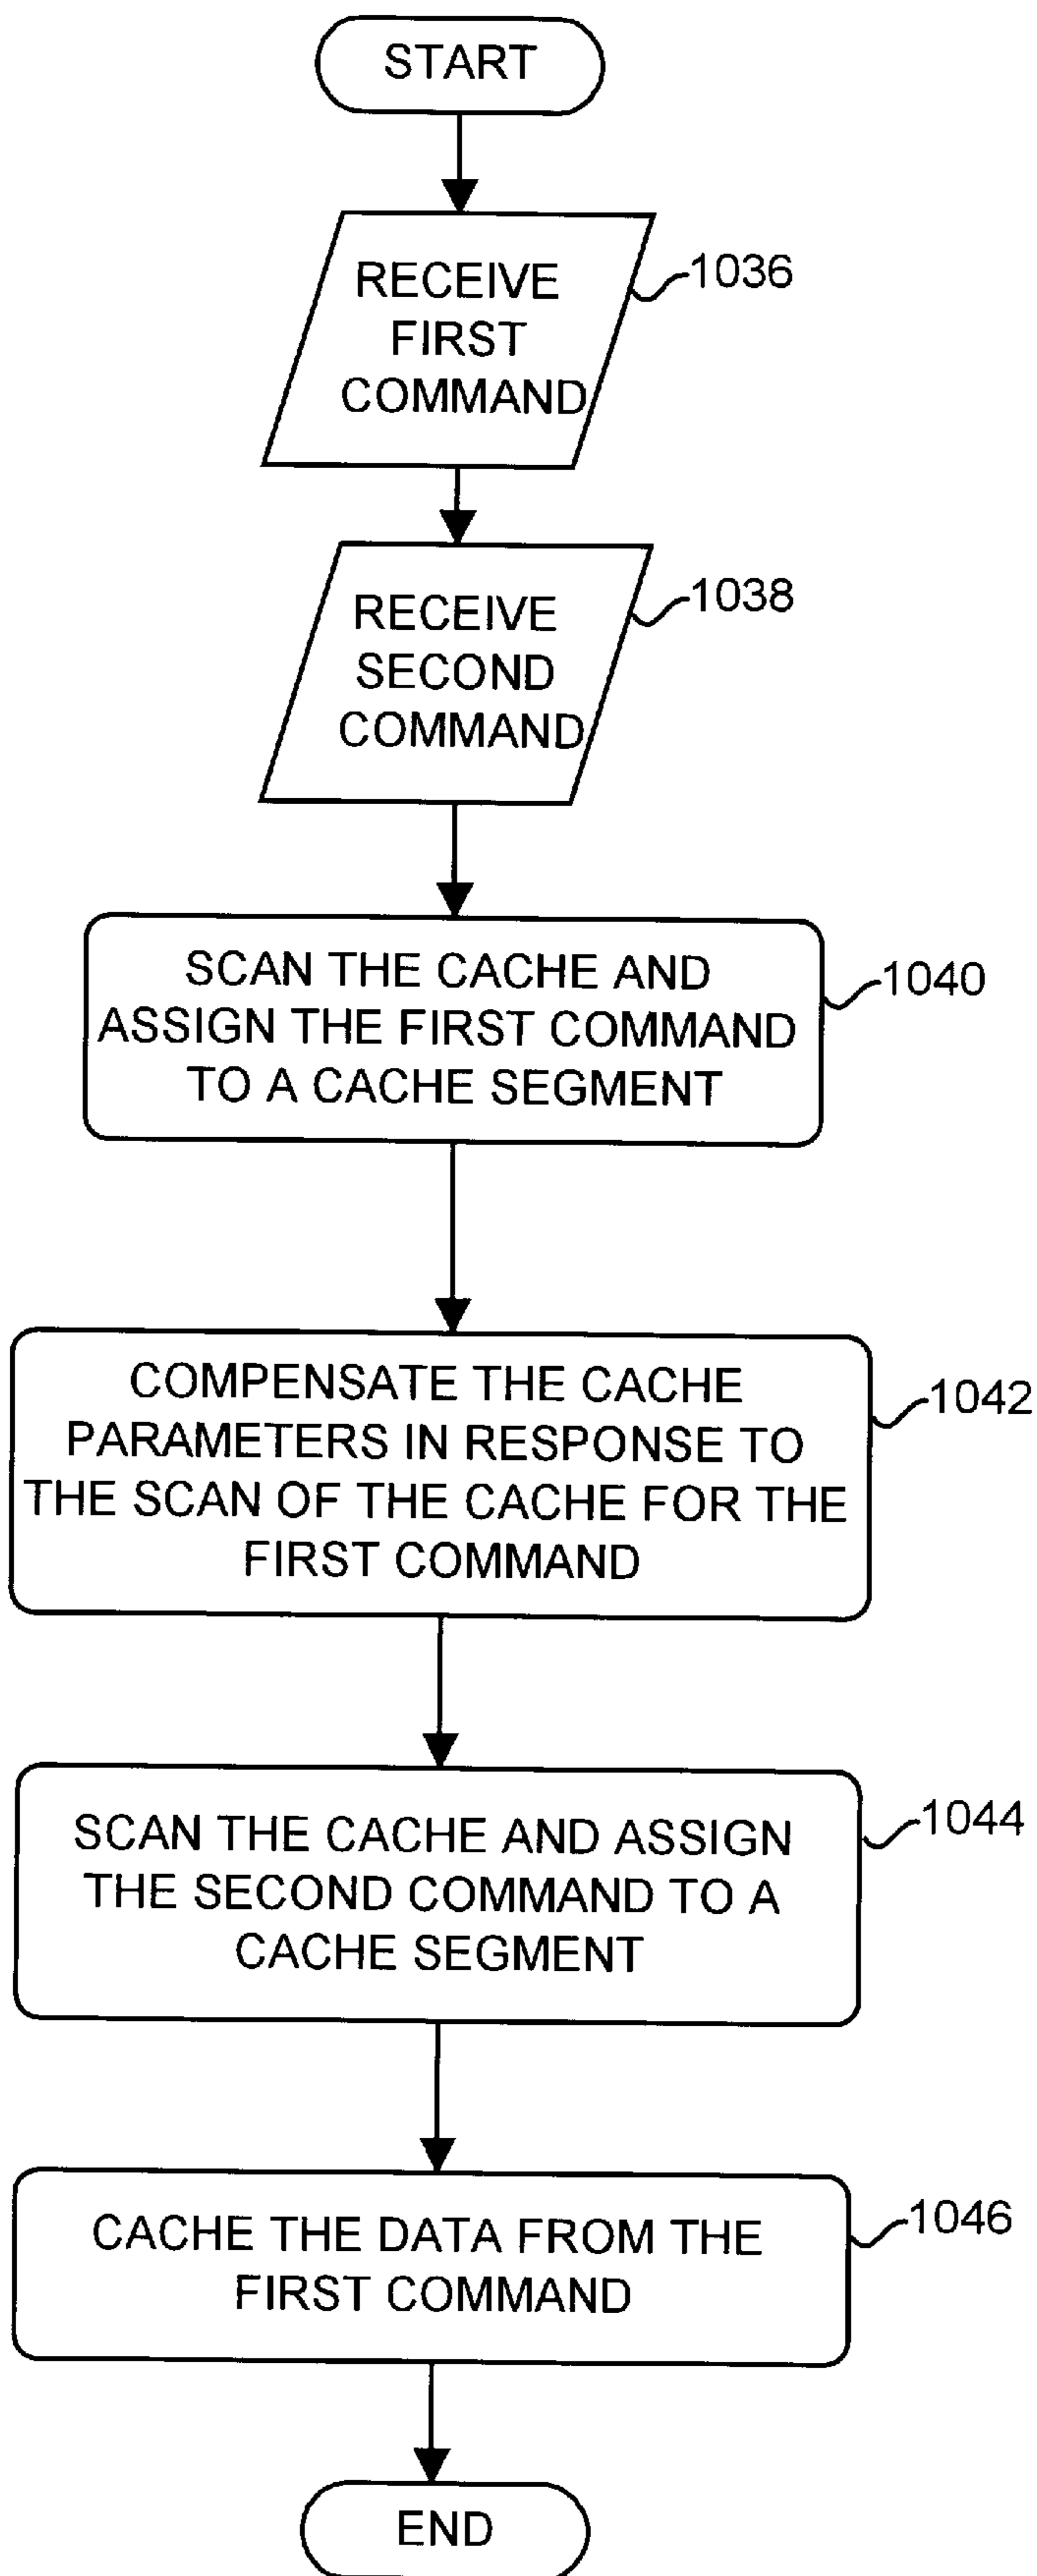 START
RECEIVE
FIRST
COMMAND
1036
RECEIVE
SECOND
COMMAND
1038
SCAN THE CACHE AND
ASSIGN THE FIRST COMMAND
TO A CACHE SEGMENT
1040
COMPENSATE THE CACHE
PARAMETERS IN RESPONSE TO
THE SCAN OF THE CACHE FOR THE
FIRST COMMAND
1042
SCAN THE CACHE AND ASSIGN
THE SECOND COMMAND TO A
CACHE SEGMENT
1044
CACHE THE DATA FROM THE
FIRST COMMAND
1046
END